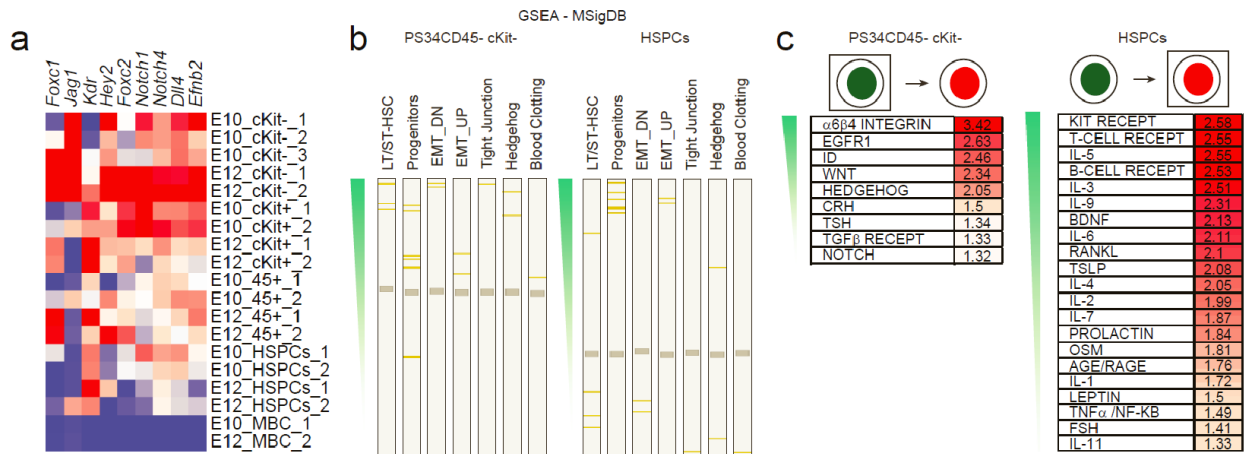 GSEA - MSigDB
a
Foxc1
Jag1
Kdr
Hey2
Foxc2
Notch1
Notch4
Dll4
Efnb2
E10_cKit-_1
E10_cKit-_2
E10_cKit-_3
E12_cKit-_1
E12_cKit-_2
E10_cKit+_1
E10_cKit+_2
E12_cKit+_1
E12_cKit+_2
E10_45+_1
E10_45+_2
E12_45+_1
E12_45+_2
E10_HSPCs_1
E10_HSPCs_2
E12_HSPCs_1
E12_HSPCs_2
E10_MBC_1
E12_MBC_2
b
PS34CD45- cKit-
LT/ST-HSC
Progenitors
EMT_DN
EMT_UP
Tight Junction
Hedgehog
Blood Clotting
HSPCs
LT/ST-HSC
Progenitors
EMT_DN
EMT_UP
Tight Junction
Hedgehog
Blood Clotting
c
PS34CD45- cKit-
α6β4 INTEGRIN 3.42
EGFR1 2.63
ID 2.46
WNT 2.34
HEDGEHOG 2.05
CRH 1.5
TSH 1.34
TGFβ RECEPT 1.33
NOTCH 1.32
HSPCs
KIT RECEPT 2.58
T-CELL RECEPT 2.55
IL-5 2.55
B-CELL RECEPT 2.53
IL-3 2.51
IL-9 2.31
BDNF 2.13
IL-6 2.11
RANKL 2.1
TSLP 2.08
IL-4 2.05
IL-2 1.99
IL-7 1.87
PROLACTIN 1.84
OSM 1.81
AGE/RAGE 1.76
IL-1 1.72
LEPTIN 1.5
TNFα /NF-KB 1.49
FSH 1.41
IL-11 1.33